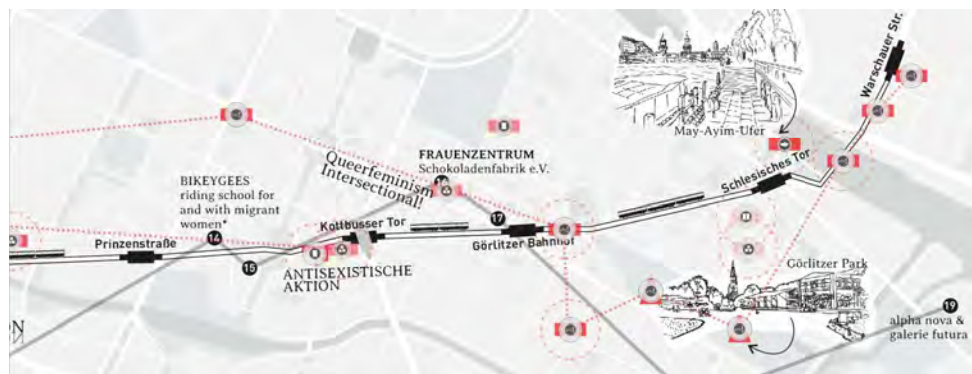 Warschauer Str.
May-Ayim-Ufer
Schlesisches Tor
FRAUENZENTRUM
Schokoladenfabrik e.V.
Queerfeminism
Intersectional!
BIKEYGEES
riding school for
and with migrant
women*
Kottbusser Tor
17
14
Prinzenstraße
Görlitzer Bahnhof
15
ANTISEXISTISCHE
AKTION
Görlitzer Park
19
alpha nova &
galerie futura
ON